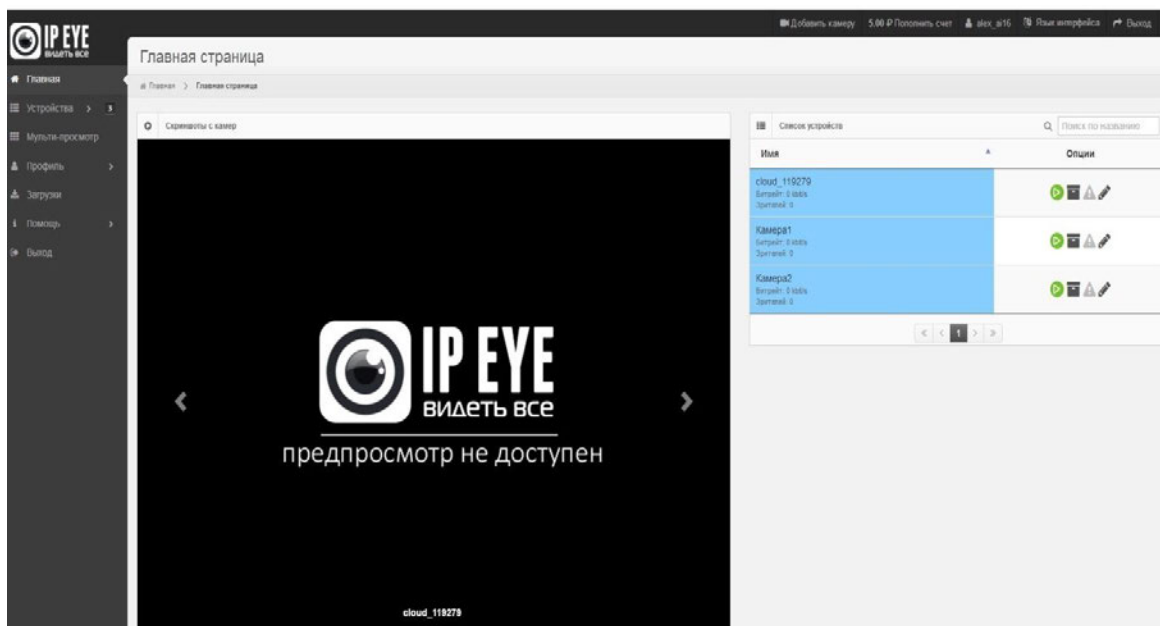 IP EYE
видеть все
Добавить камеру 5.00 ₽ Пополнить счет alex_ai16 Язык интерфейса Выход
Главная страница
Главная > Главная страница
Главная
Устройства > 3
Мульти-просмотр
Профиль >
Загрузки
Помощь >
Выход
Скриншоты с камер
IP EYE
видеть все
предпросмотр не доступен
cloud_119279
Список устройств Поиск по названию
Имя Опции
cloud_119279
Битрейт: 0 kbit/s
Зрителей: 0
Камера1
Битрейт: 0 kbit/s
Зрителей: 0
Камера2
Битрейт: 0 kbit/s
Зрителей: 0
« < 1 > »